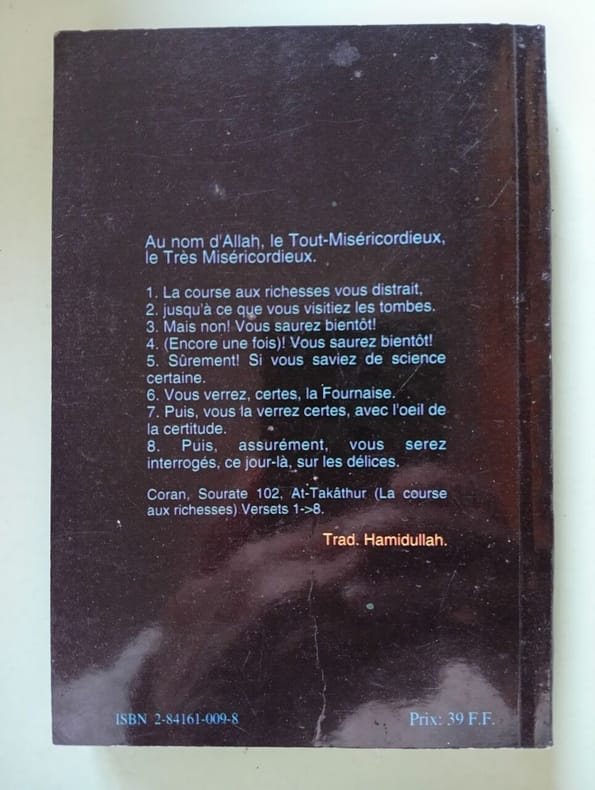 Au nom d'Allah, le Tout-Miséricordieux,
le Très Miséricordieux.
1. La course aux richesses vous distrait,
2. jusqu'à ce que vous visitiez les tombes.
3. Mais non! Vous saurez bientôt!
4. (Encore une fois)! Vous saurez bientôt!
5. Sûrement! Si vous saviez de science
certaine.
6. Vous verrez, certes, la Fournaise.
7. Puis, vous la verrez certes, avec l'oeil de
la certitude.
8. Puis, assurément, vous serez
interrogés, ce jour-là, sur les délices.
Coran, Sourate 102, At-Takâthur (La course
aux richesses) Versets 1->8.
Trad. Hamidullah.
ISBN 2-84161-009-8
Prix: 39 F.F.